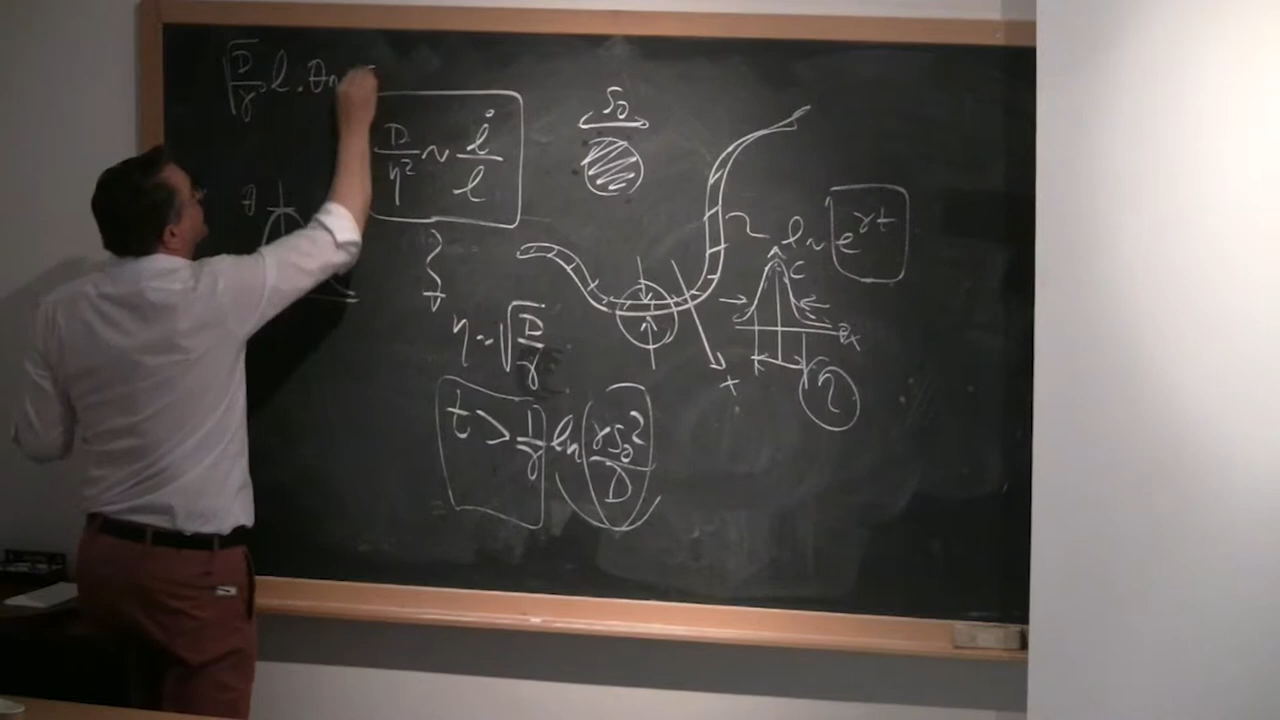 √(D/γ) l · θm
D/η² ~ l̇/l
S₀
l ~ e^{γt}
θ
C
η ~ √(D/γ)
x
η
t > 1/γ ln(γS₀²/D)